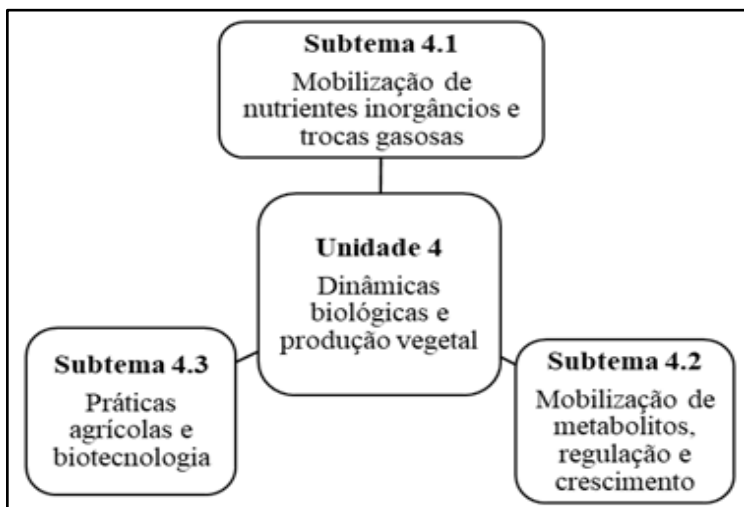 Subtema 4.1
Mobilização de
nutrientes inorgâncios e
trocas gasosas
Unidade 4
Dinâmicas
biológicas e
produção vegetal
Subtema 4.3
Práticas
agrícolas e
biotecnologia
Subtema 4.2
Mobilização de
metabolitos,
regulação e
crescimento